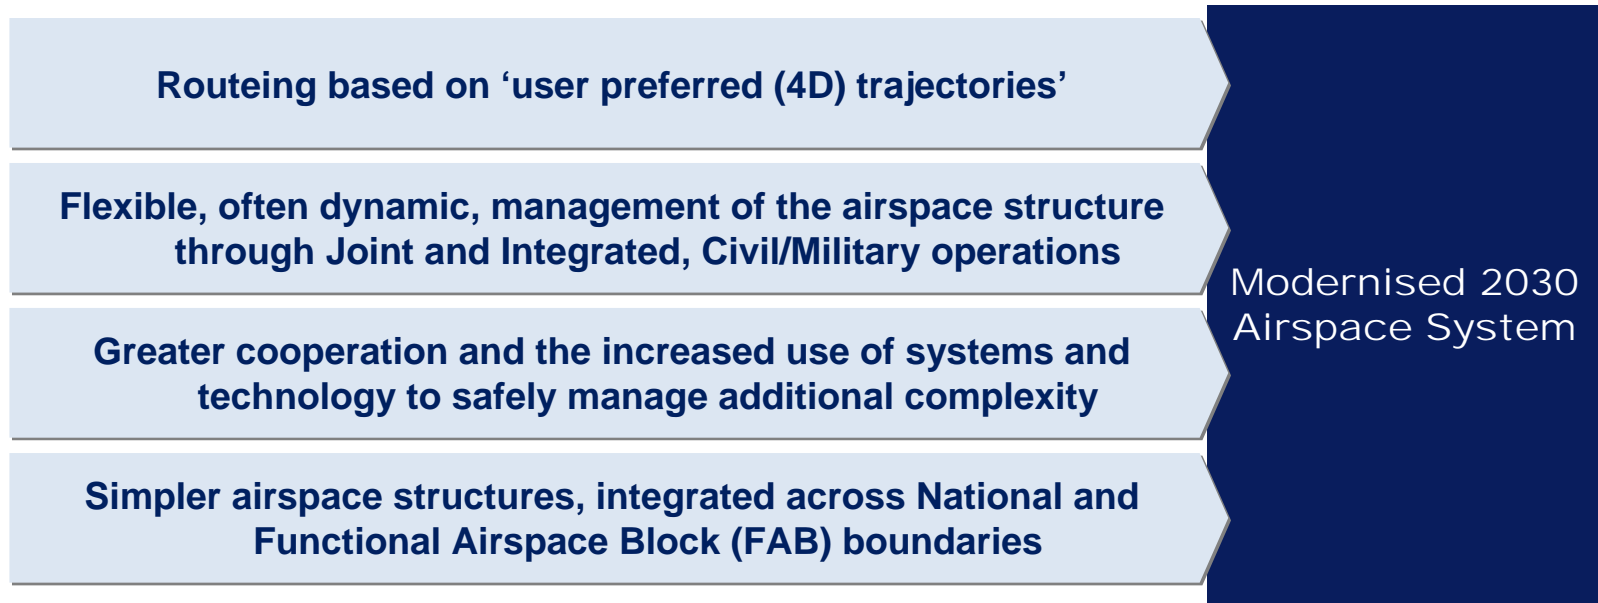 Routeing based on ‘user preferred (4D) trajectories’
Flexible, often dynamic, management of the airspace structure
through Joint and Integrated, Civil/Military operations
Greater cooperation and the increased use of systems and
technology to safely manage additional complexity
Simpler airspace structures, integrated across National and
Functional Airspace Block (FAB) boundaries
Modernised 2030
Airspace System